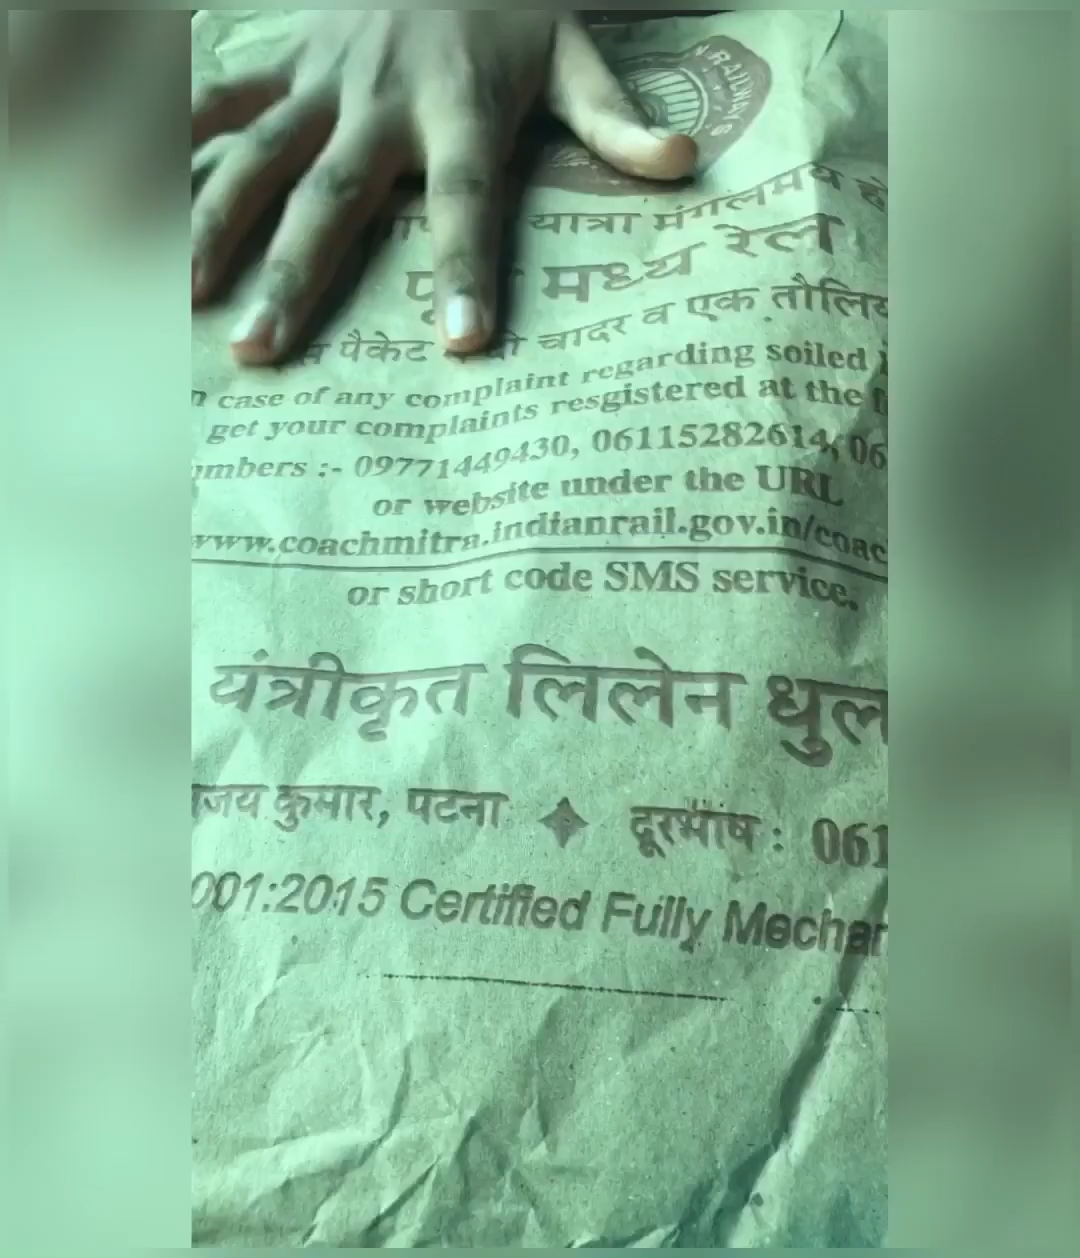 RAILWAYS
यात्रा मंगलमय हो
मध्य रेल
पैकेट चादर व एक तौलिय
case of any complaint regarding soiled
get your complaints resgistered at the
mbers :- 09771449430, 06115282614, 06
or website under the URL
www.coachmitra.indianrail.gov.in/coac
or short code SMS service.
यंत्रीकृत लिलेन धुल
जय कुमार, पटना ✦ दूरभाष : 061
001:2015 Certified Fully Mechan